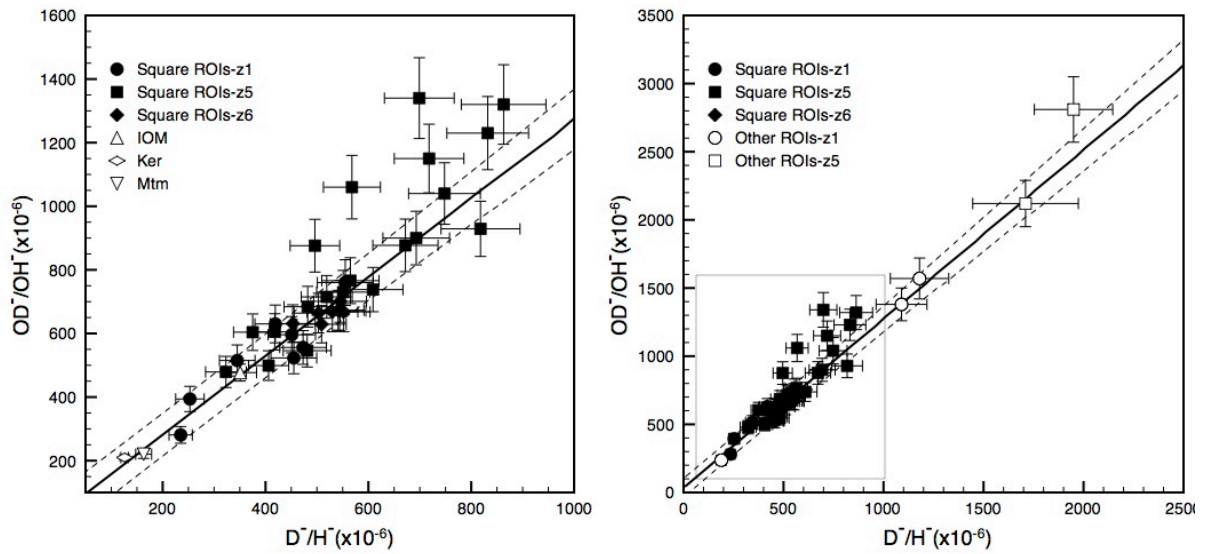 1600
1400
1200
1000
800
600
400
200
200
400
600
800
1000
OD⁻/OH⁻(x10⁻⁶)
D⁻/H⁻(x10⁻⁶)
Square ROIs-z1
Square ROIs-z5
Square ROIs-z6
IOM
Ker
Mtm
3500
3000
2500
2000
1500
1000
500
0
0
500
1000
1500
2000
2500
OD⁻/OH⁻(x10⁻⁶)
D⁻/H⁻(x10⁻⁶)
Square ROIs-z1
Square ROIs-z5
Square ROIs-z6
Other ROIs-z1
Other ROIs-z5